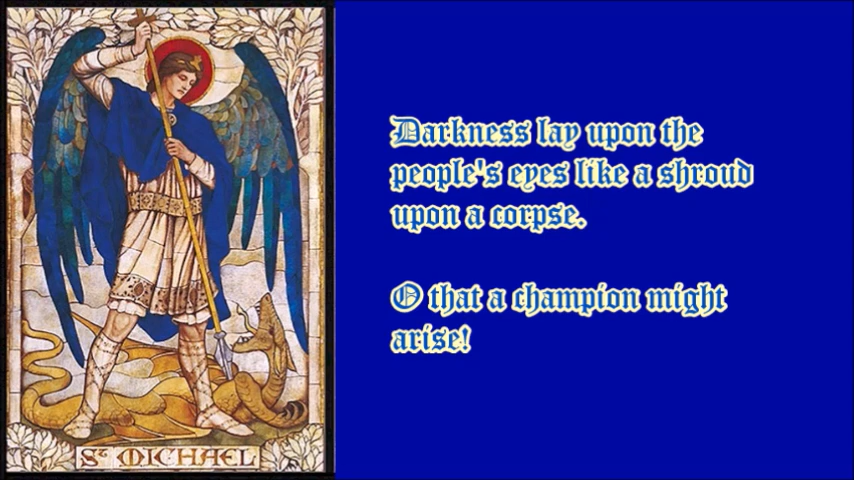 Darkness lay upon the
people's eyes like a shroud
upon a corpse.
O that a champion might
arise!
ST MICHAEL